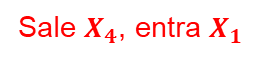 Sale X₄, entra X₁